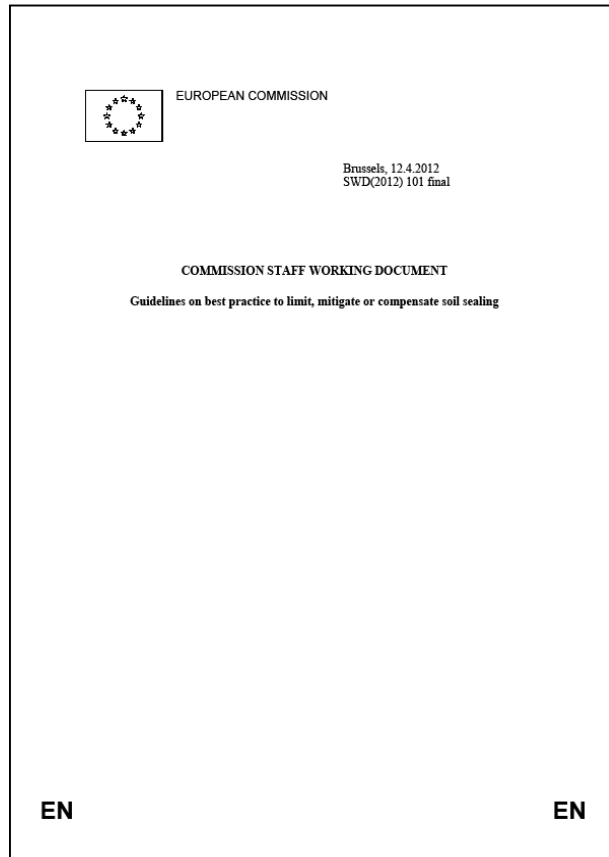 EUROPEAN COMMISSION
Brussels, 12.4.2012
SWD(2012) 101 final
COMMISSION STAFF WORKING DOCUMENT
Guidelines on best practice to limit, mitigate or compensate soil sealing
EN
EN